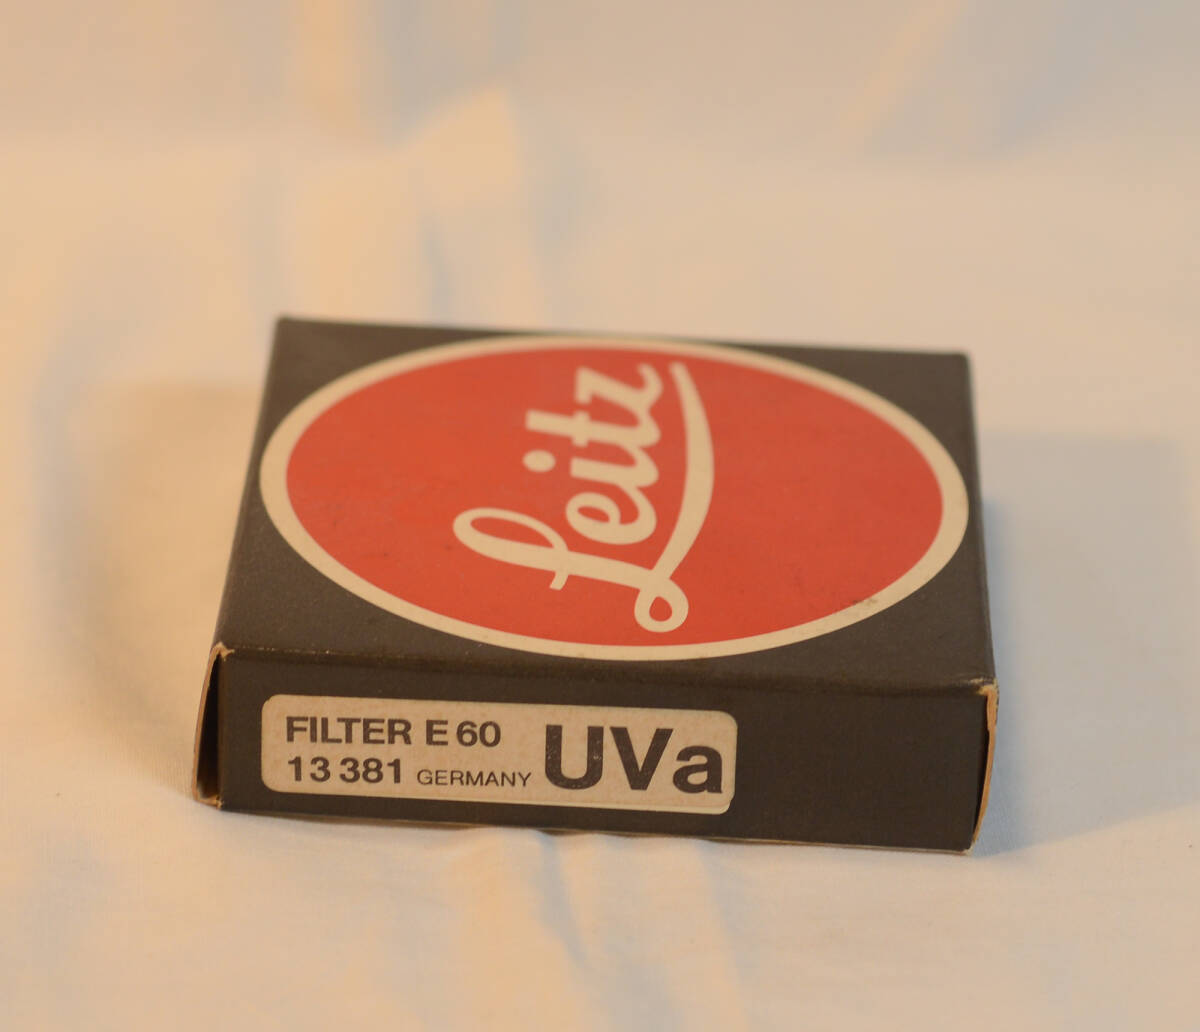 Leitz
FILTER E 60
13 381 GERMANY
UVa